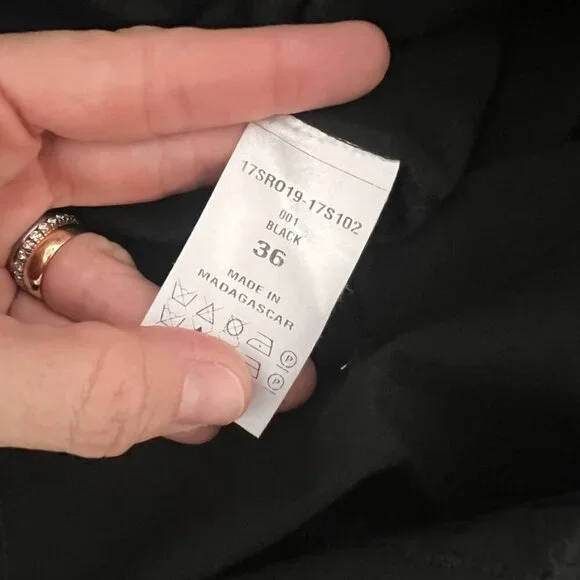 17SR019-17S102
001
BLACK
36
MADE IN
MADAGASCAR
P
P